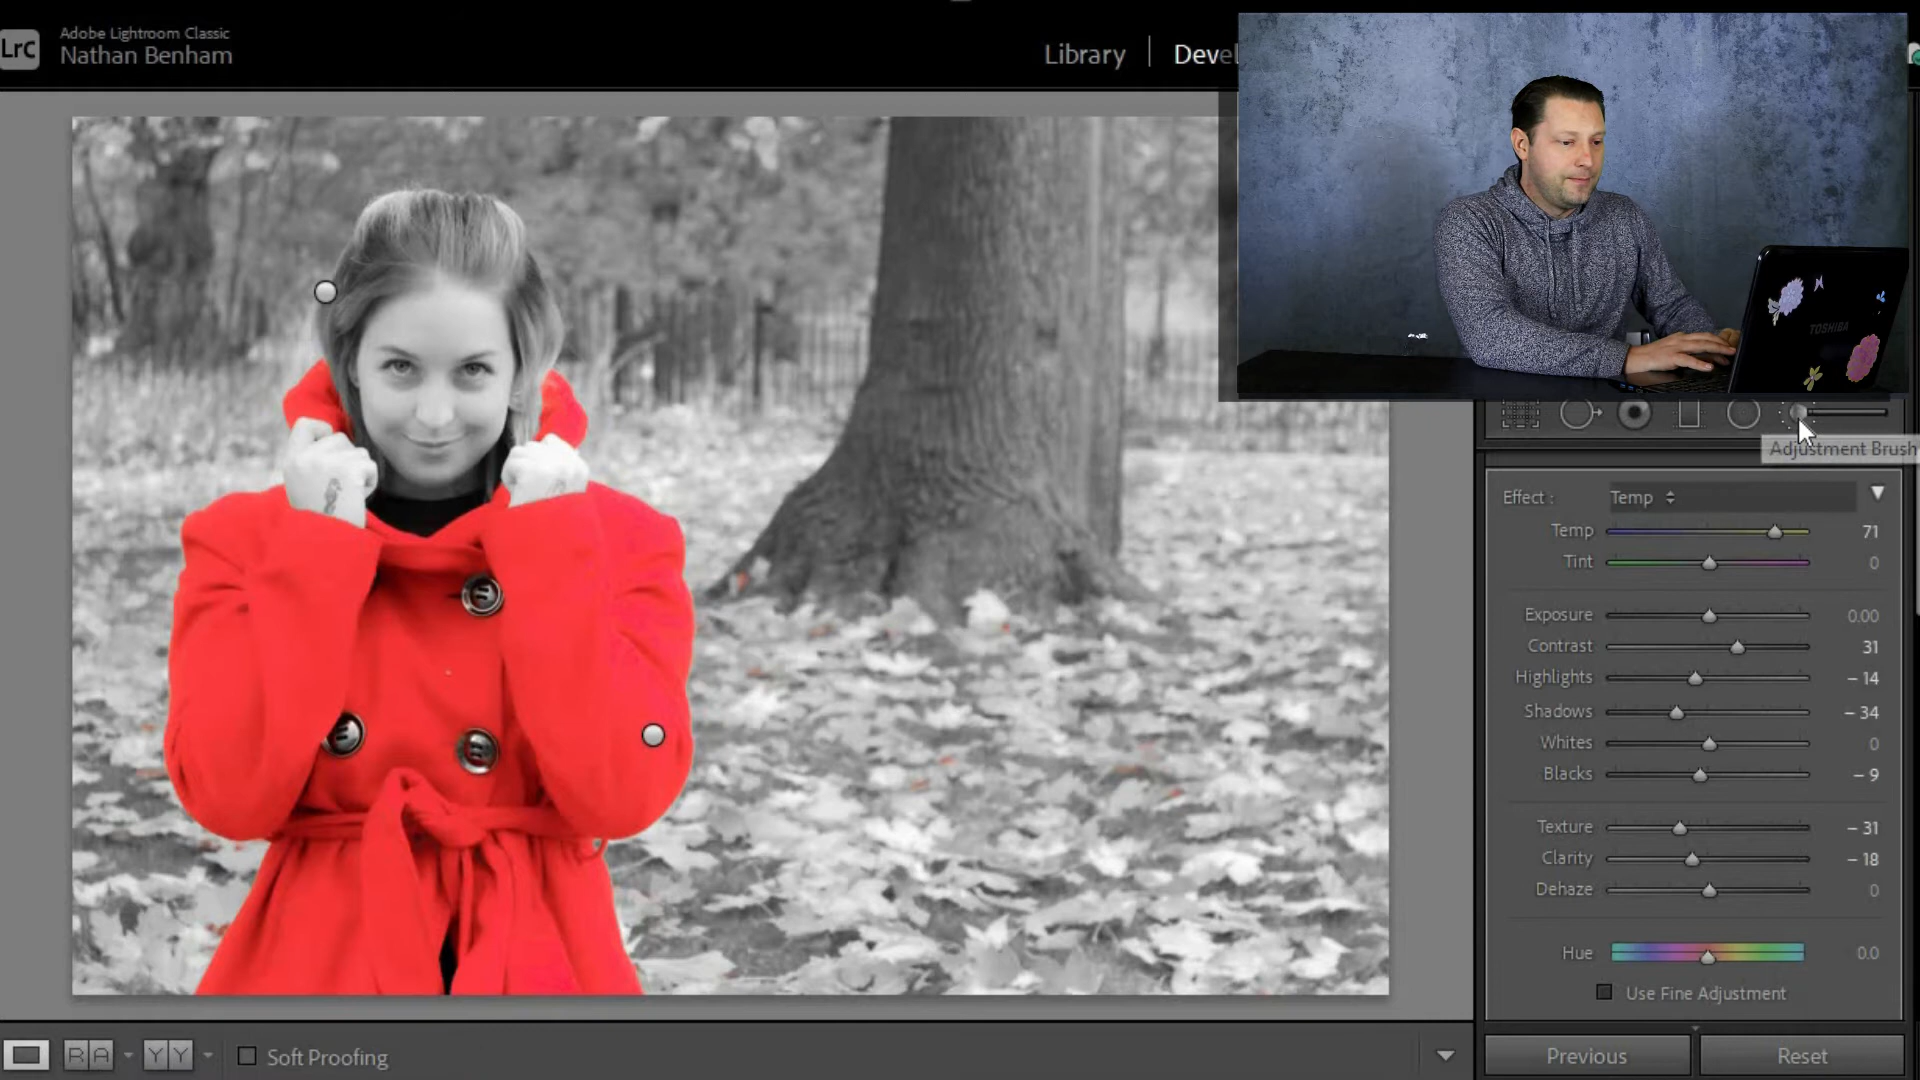 LrC
Adobe Lightroom Classic
Nathan Benham
Library
Devel
TOSHIBA
Adjustment Brush
Effect :
Temp
Temp
71
Tint
0
Exposure
0.00
Contrast
31
Highlights
– 14
Shadows
– 34
Whites
0
Blacks
– 9
Texture
– 31
Clarity
– 18
Dehaze
0
Hue
0.0
Use Fine Adjustment
R A
Y Y
Soft Proofing
Previous
Reset